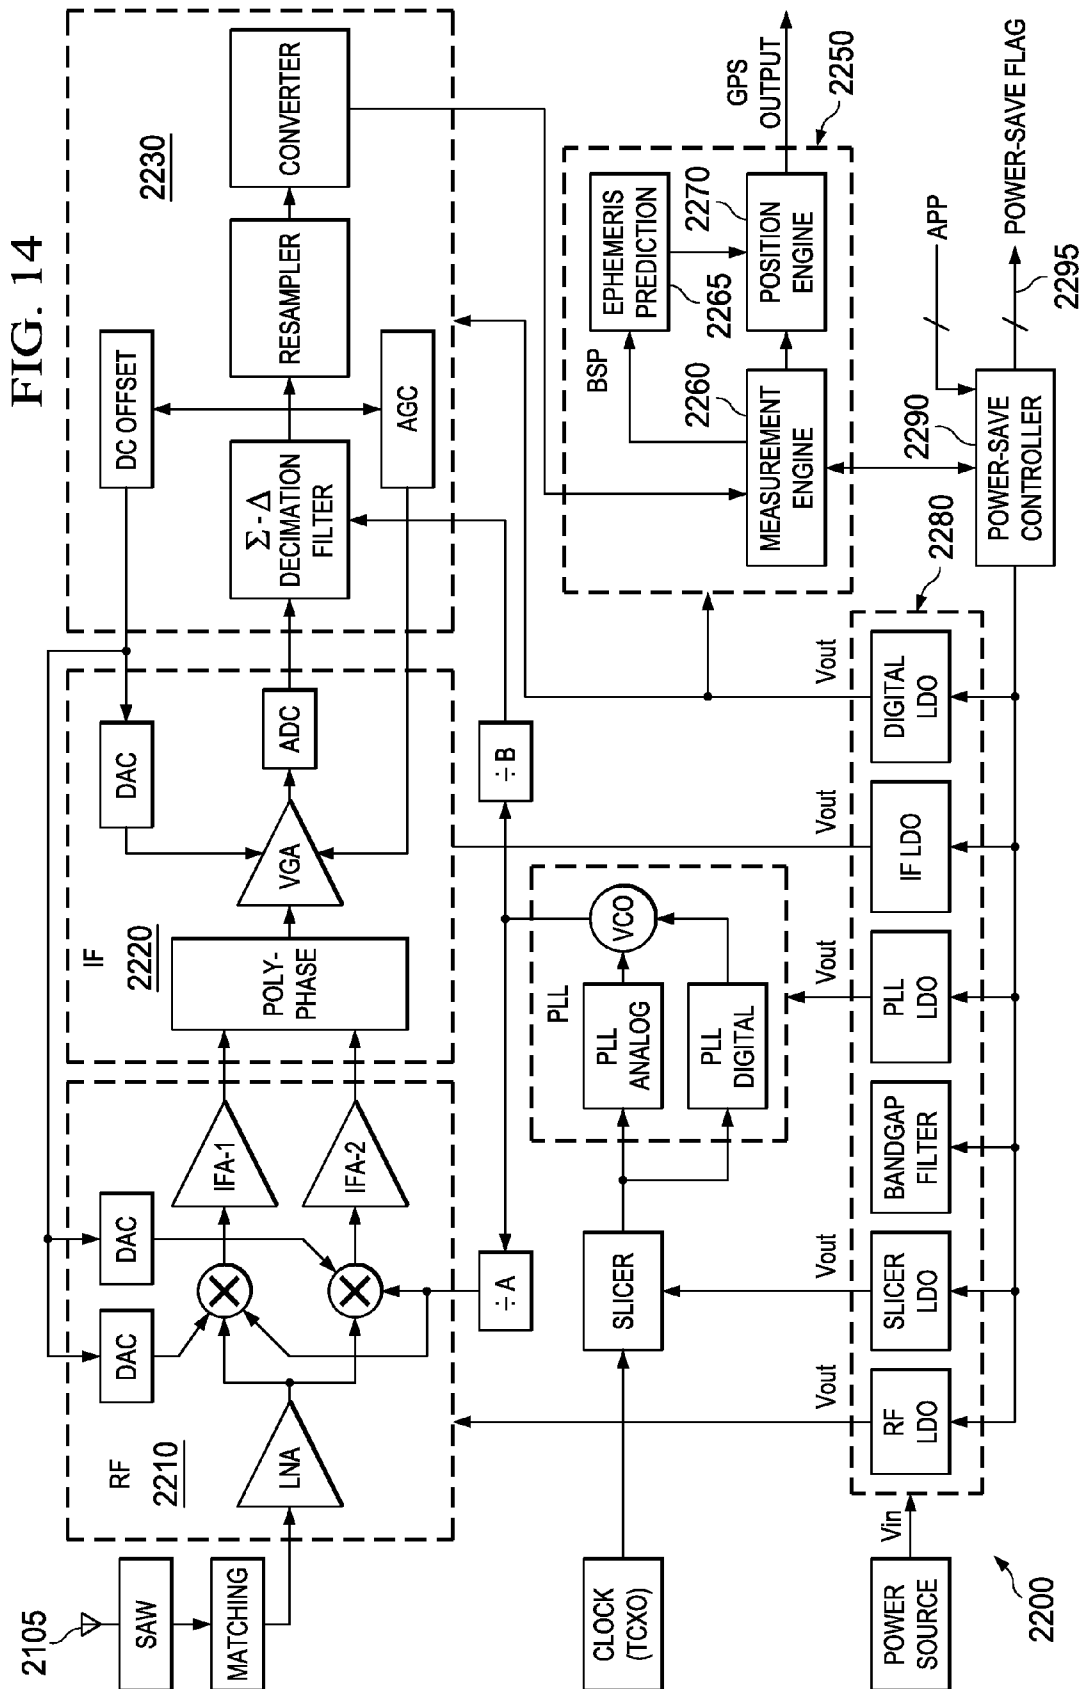 FIG. 14
2105
SAW
MATCHING
RF
2210
LNA
DAC
DAC
IFA-1
IFA-2
IF
2220
POLY-
PHASE
DAC
VGA
ADC
2230
DC OFFSET
Σ-Δ
DECIMATION
FILTER
AGC
RESAMPLER
CONVERTER
÷ A
÷ B
CLOCK
(TCXO)
SLICER
PLL
PLL
ANALOG
PLL
DIGITAL
VCO
BSP
EPHEMERIS
PREDICTION
2265
2260
MEASUREMENT
ENGINE
2270
POSITION
ENGINE
GPS
OUTPUT
2250
POWER
SOURCE
Vin
Vout
Vout
Vout
Vout
Vout
RF
LDO
SLICER
LDO
BANDGAP
FILTER
PLL
LDO
IF LDO
DIGITAL
LDO
2280
2290
POWER-SAVE
CONTROLLER
APP
POWER-SAVE FLAG
2295
2200